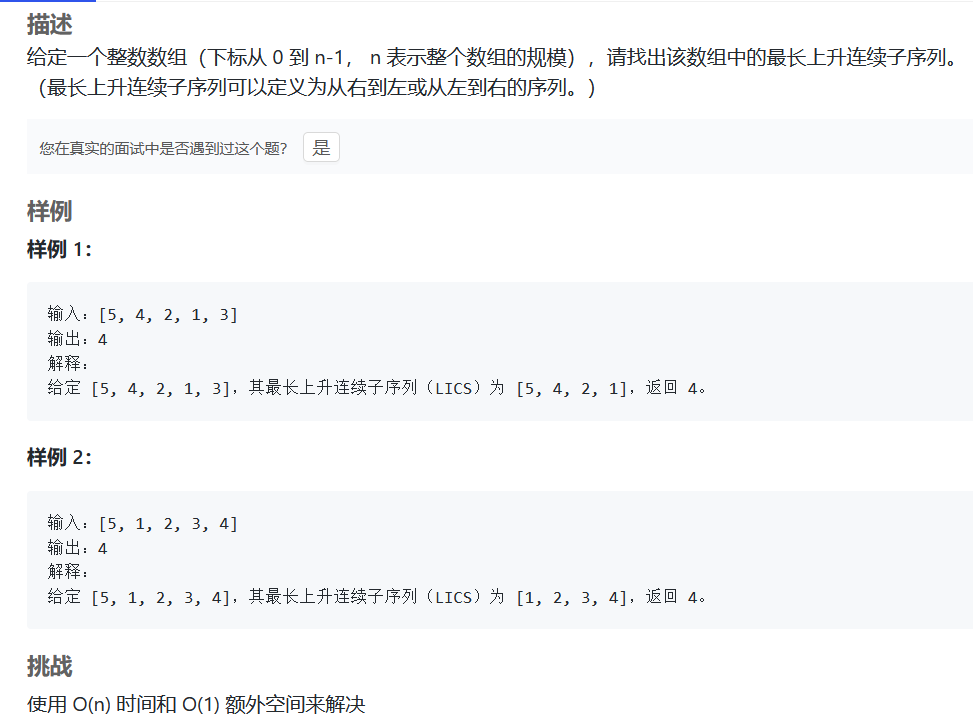 描述
给定一个整数数组（下标从 0 到 n-1， n 表示整个数组的规模），请找出该数组中的最长上升连续子序列。
（最长上升连续子序列可以定义为从右到左或从左到右的序列。）
您在真实的面试中是否遇到过这个题？ 是
样例
样例 1：
输入：[5, 4, 2, 1, 3]
输出：4
解释：
给定 [5, 4, 2, 1, 3]，其最长上升连续子序列（LICS）为 [5, 4, 2, 1]，返回 4。
样例 2：
输入：[5, 1, 2, 3, 4]
输出：4
解释：
给定 [5, 1, 2, 3, 4]，其最长上升连续子序列（LICS）为 [1, 2, 3, 4]，返回 4。
挑战
使用 O(n) 时间和 O(1) 额外空间来解决